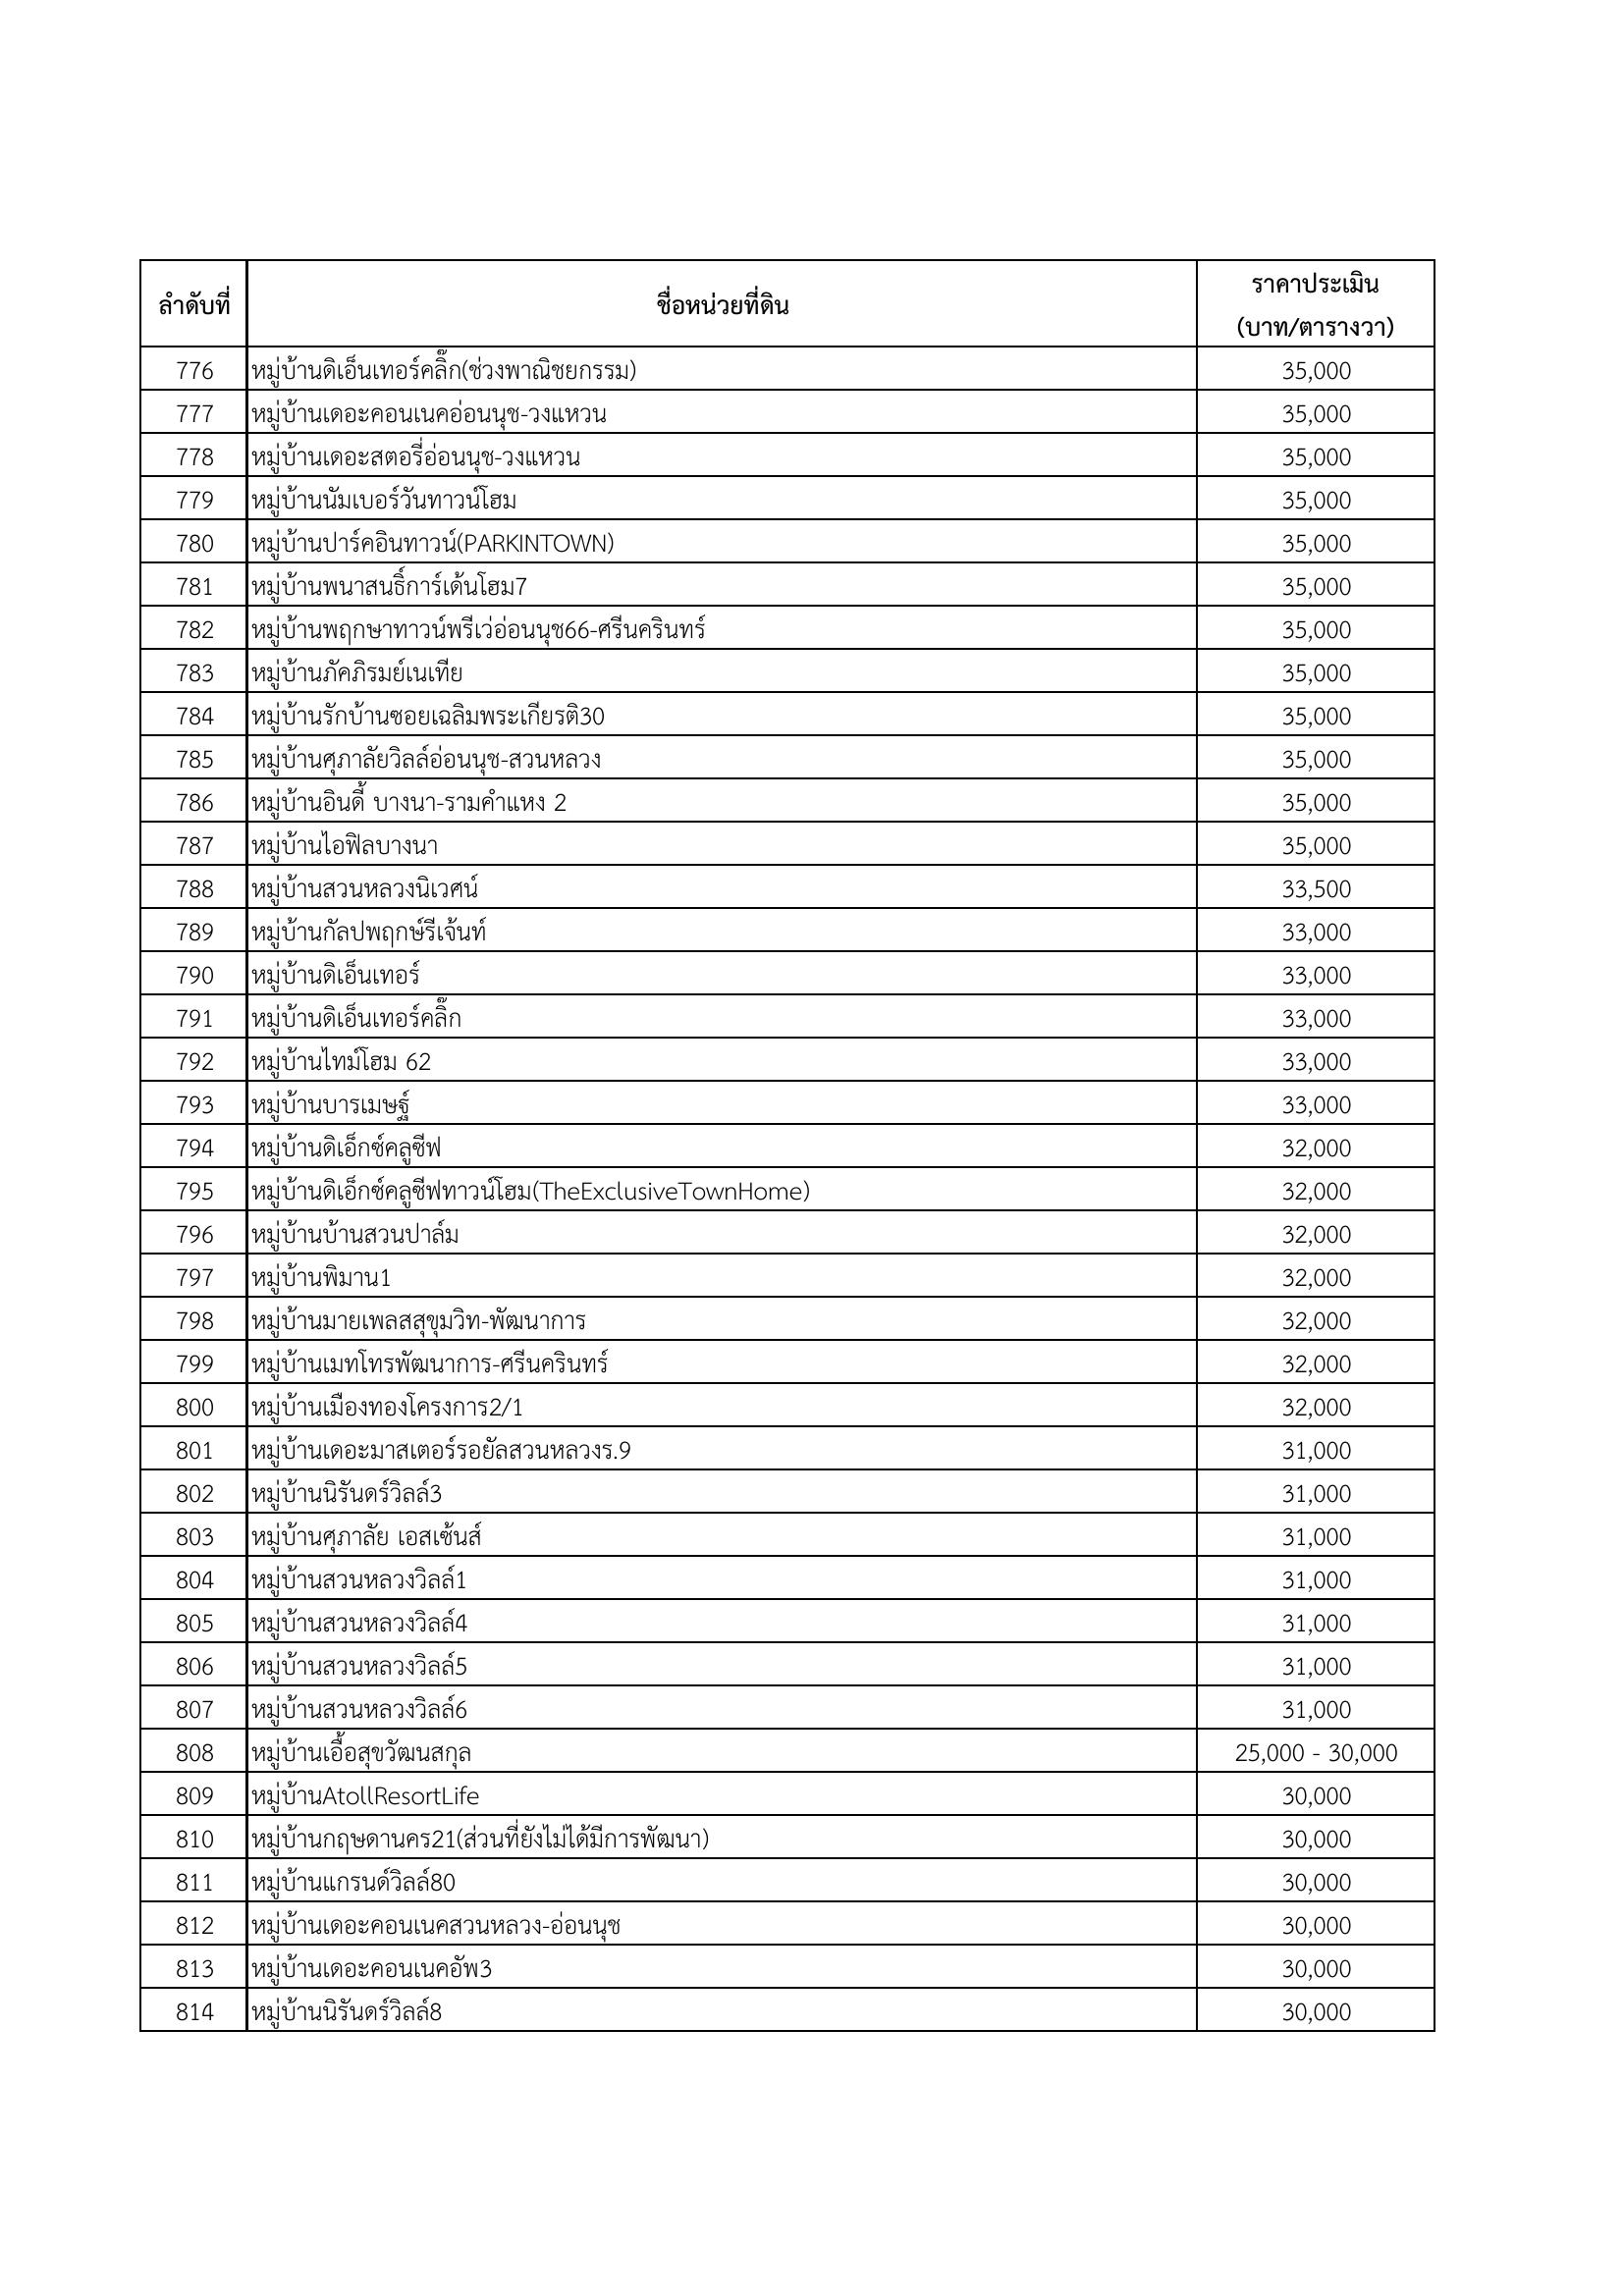 ลำดับที่ ชื่อหน่วยที่ดิน ราคาประเมิน (บาท/ตารางวา)
776 หมู่บ้านดิเอ็นเทอร์คลิ๊ก(ช่วงพาณิชยกรรม) 35,000
777 หมู่บ้านเดอะคอนเนคอ่อนนุช-วงแหวน 35,000
778 หมู่บ้านเดอะสตอรี่อ่อนนุช-วงแหวน 35,000
779 หมู่บ้านนัมเบอร์วันทาวน์โฮม 35,000
780 หมู่บ้านปาร์คอินทาวน์(PARKINTOWN) 35,000
781 หมู่บ้านพนาสนธิ์การ์เด้นโฮม7 35,000
782 หมู่บ้านพฤกษาทาวน์พรีเว่อ่อนนุช66-ศรีนครินทร์ 35,000
783 หมู่บ้านภัคภิรมย์เนเทีย 35,000
784 หมู่บ้านรักบ้านซอยเฉลิมพระเกียรติ30 35,000
785 หมู่บ้านศุภาลัยวิลล์อ่อนนุช-สวนหลวง 35,000
786 หมู่บ้านอินดี้ บางนา-รามคำแหง 2 35,000
787 หมู่บ้านไอฟิลบางนา 35,000
788 หมู่บ้านสวนหลวงนิเวศน์ 33,500
789 หมู่บ้านกัลปพฤกษ์รีเจ้นท์ 33,000
790 หมู่บ้านดิเอ็นเทอร์ 33,000
791 หมู่บ้านดิเอ็นเทอร์คลิ๊ก 33,000
792 หมู่บ้านไทม์โฮม 62 33,000
793 หมู่บ้านบารเมษฐ์ 33,000
794 หมู่บ้านดิเอ็กซ์คลูซีฟ 32,000
795 หมู่บ้านดิเอ็กซ์คลูซีฟทาวน์โฮม(TheExclusiveTownHome) 32,000
796 หมู่บ้านบ้านสวนปาล์ม 32,000
797 หมู่บ้านพิมาน1 32,000
798 หมู่บ้านมายเพลสสุขุมวิท-พัฒนาการ 32,000
799 หมู่บ้านเมทโทรพัฒนาการ-ศรีนครินทร์ 32,000
800 หมู่บ้านเมืองทองโครงการ2/1 32,000
801 หมู่บ้านเดอะมาสเตอร์รอยัลสวนหลวงร.9 31,000
802 หมู่บ้านนิรันดร์วิลล์3 31,000
803 หมู่บ้านศุภาลัย เอสเซ้นส์ 31,000
804 หมู่บ้านสวนหลวงวิลล์1 31,000
805 หมู่บ้านสวนหลวงวิลล์4 31,000
806 หมู่บ้านสวนหลวงวิลล์5 31,000
807 หมู่บ้านสวนหลวงวิลล์6 31,000
808 หมู่บ้านเอื้อสุขวัฒนสกุล 25,000 - 30,000
809 หมู่บ้านAtollResortLife 30,000
810 หมู่บ้านกฤษดานคร21(ส่วนที่ยังไม่ได้มีการพัฒนา) 30,000
811 หมู่บ้านแกรนด์วิลล์80 30,000
812 หมู่บ้านเดอะคอนเนคสวนหลวง-อ่อนนุช 30,000
813 หมู่บ้านเดอะคอนเนคอัพ3 30,000
814 หมู่บ้านนิรันดร์วิลล์8 30,000